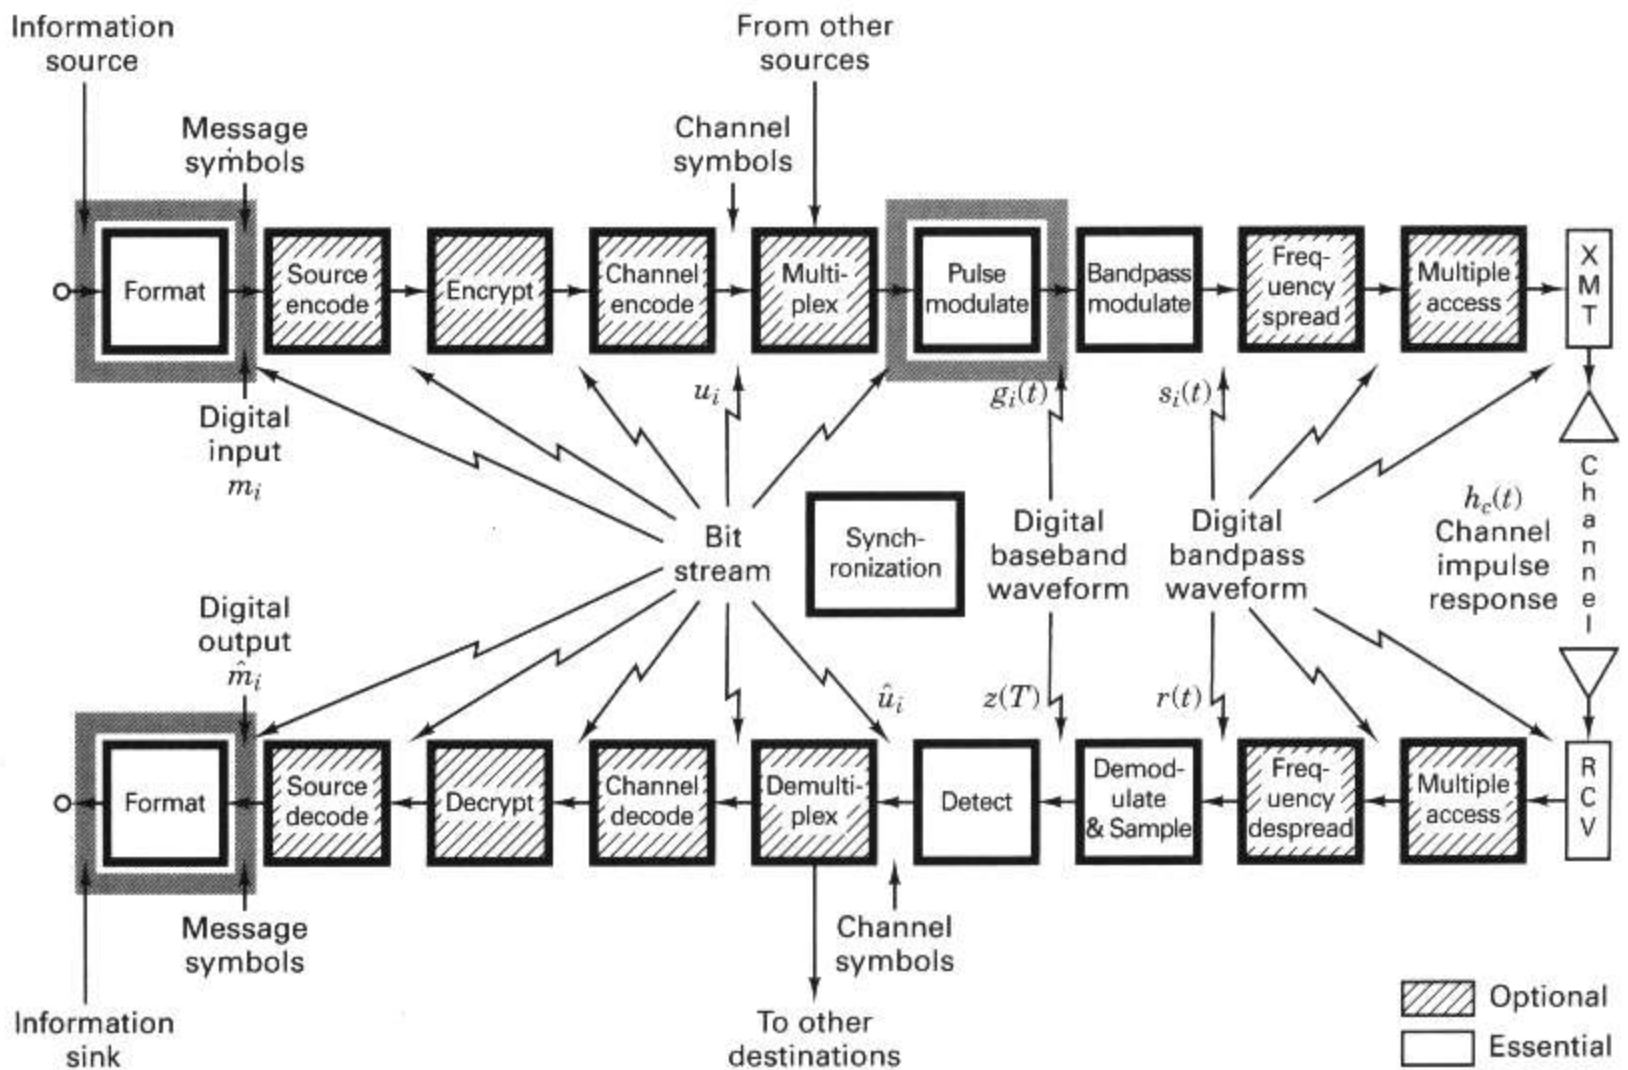 Information
source
From other
sources
Message
symbols
Channel
symbols
Format
Source
encode
Encrypt
Channel
encode
Multi-
plex
Pulse
modulate
Bandpass
modulate
Freq-
uency
spread
Multiple
access
X
M
T
Digital
input
m_i
u_i
g_i(t)
s_i(t)
Bit
stream
Synch-
ronization
Digital
baseband
waveform
Digital
bandpass
waveform
h_c(t)
Channel
impulse
response
C
h
a
n
n
e
l
Digital
output
m̂_i
û_i
z(T)
r(t)
Format
Source
decode
Decrypt
Channel
decode
Demulti-
plex
Detect
Demod-
ulate
& Sample
Freq-
uency
despread
Multiple
access
R
C
V
Message
symbols
Channel
symbols
Information
sink
To other
destinations
Optional
Essential